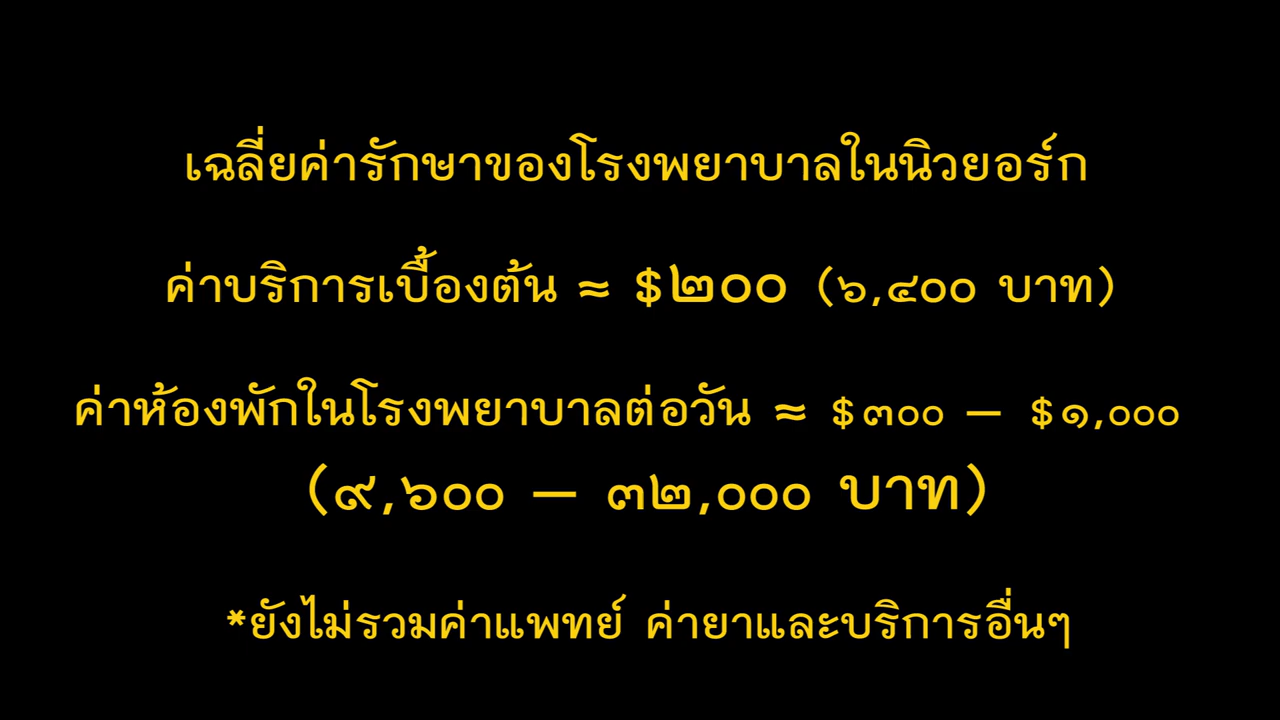 เฉลี่ยค่ารักษาของโรงพยาบาลในนิวยอร์ก
ค่าบริการเบื้องต้น ≈ $๒๐๐ (๖,๔๐๐ บาท)
ค่าห้องพักในโรงพยาบาลต่อวัน ≈ $๓๐๐ – $๑,๐๐๐
(๙,๖๐๐ – ๓๒,๐๐๐ บาท)
*ยังไม่รวมค่าแพทย์ ค่ายาและบริการอื่นๆ